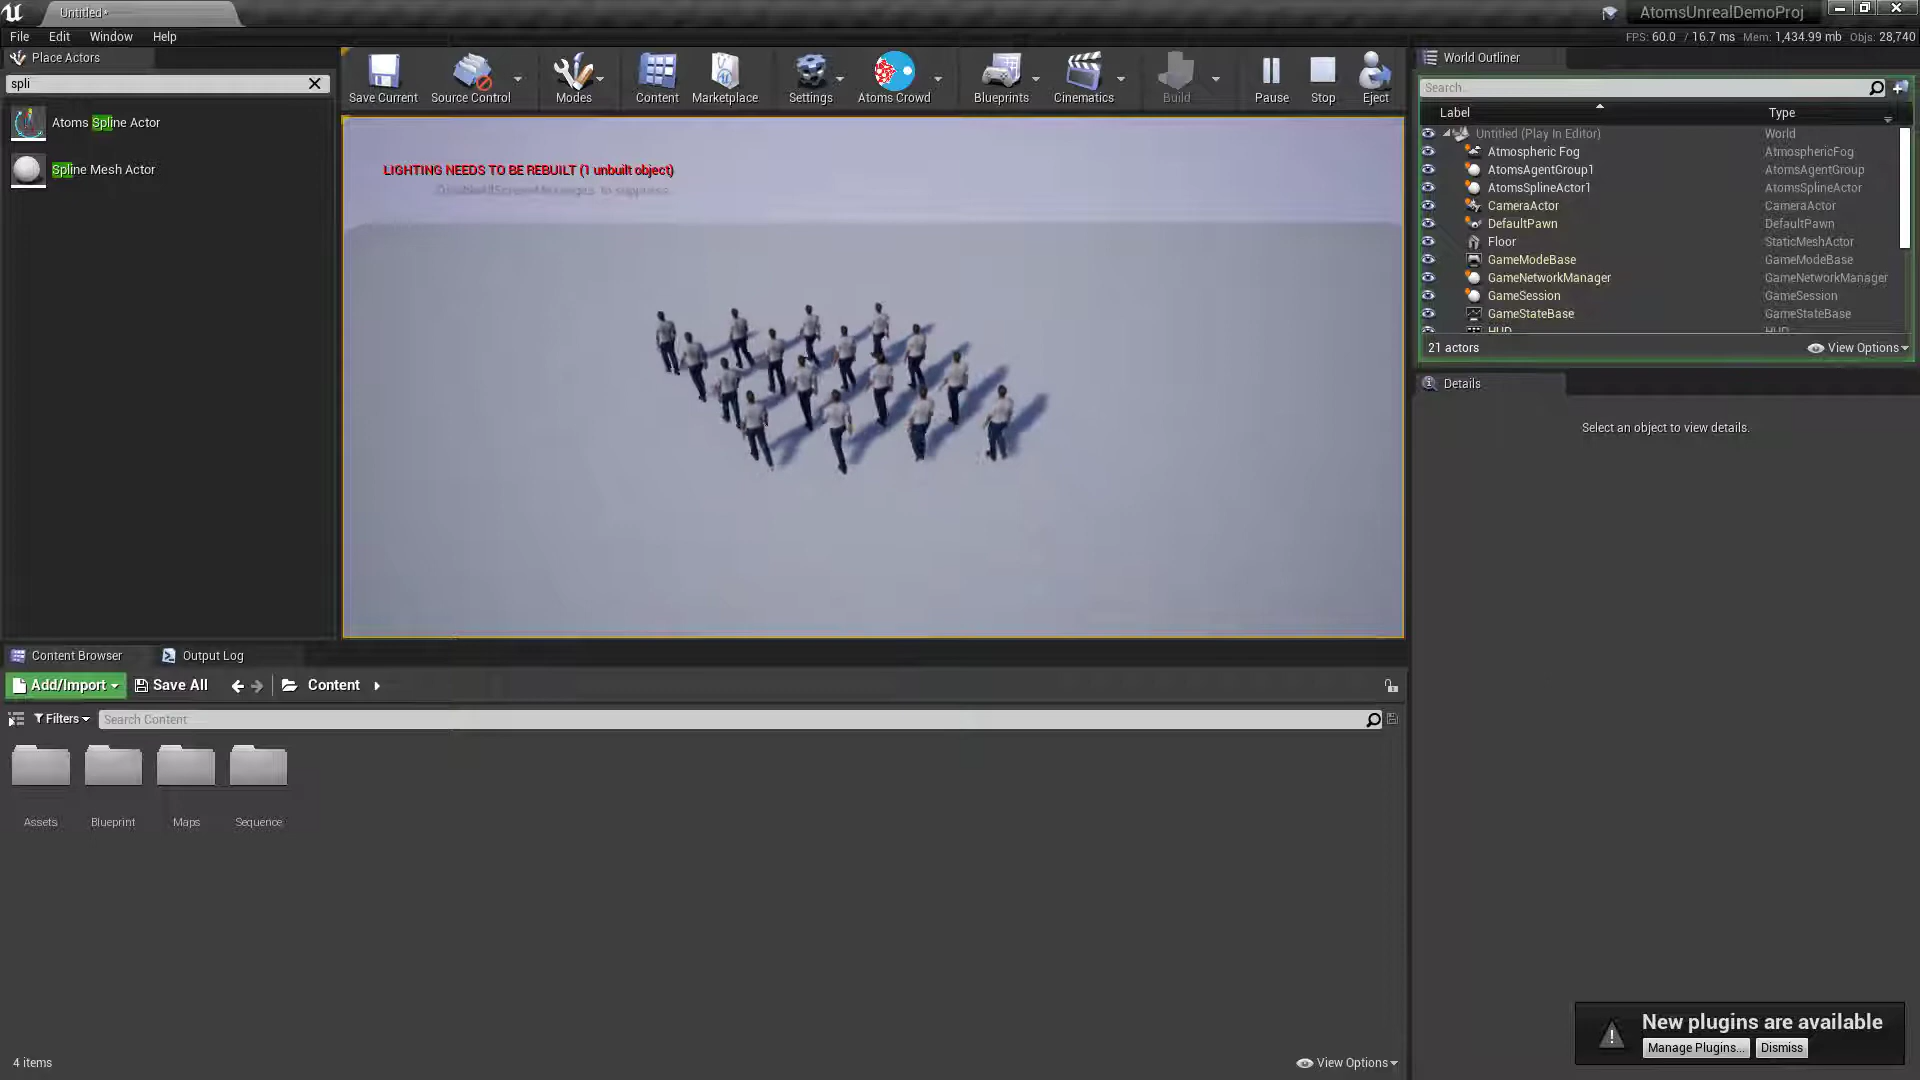 Untitled*
AtomsUnrealDemoProj
File Edit Window Help
FPS: 60.0 / 16.7 ms Mem: 1,434.99 mb Objs: 28,740
Place Actors
spli
Atoms Spline Actor
Spline Mesh Actor
Save Current
Source Control
Modes
Content
Marketplace
Settings
Atoms Crowd
Blueprints
Cinematics
Build
Pause
Stop
Eject
LIGHTING NEEDS TO BE REBUILT (1 unbuilt object)
'DisableAllScreenMessages' to suppress
World Outliner
Search...
Label Type
Untitled (Play In Editor) World
Atmospheric Fog AtmosphericFog
AtomsAgentGroup1 AtomsAgentGroup
AtomsSplineActor1 AtomsSplineActor
CameraActor CameraActor
DefaultPawn DefaultPawn
Floor StaticMeshActor
GameModeBase GameModeBase
GameNetworkManager GameNetworkManager
GameSession GameSession
GameStateBase GameStateBase
HUD HUD
21 actors
View Options
Details
Select an object to view details.
Content Browser
Output Log
Add/Import
Save All
Content
Filters
Search Content
Assets
Blueprint
Maps
Sequence
4 items
View Options
New plugins are available
Manage Plugins...
Dismiss